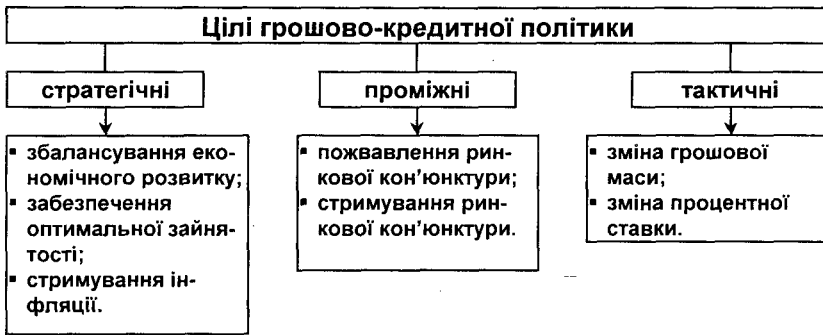 Цілі грошово-кредитної політики
стратегічні
▪ збалансування еко-
номічного розвитку;
▪ забезпечення
оптимальної зайня-
тості;
▪ стримування ін-
фляції.
проміжні
▪ пожвавлення рин-
кової кон'юнктури;
▪ стримування рин-
кової кон'юнктури.
тактичні
▪ зміна грошової
маси;
▪ зміна процентної
ставки.